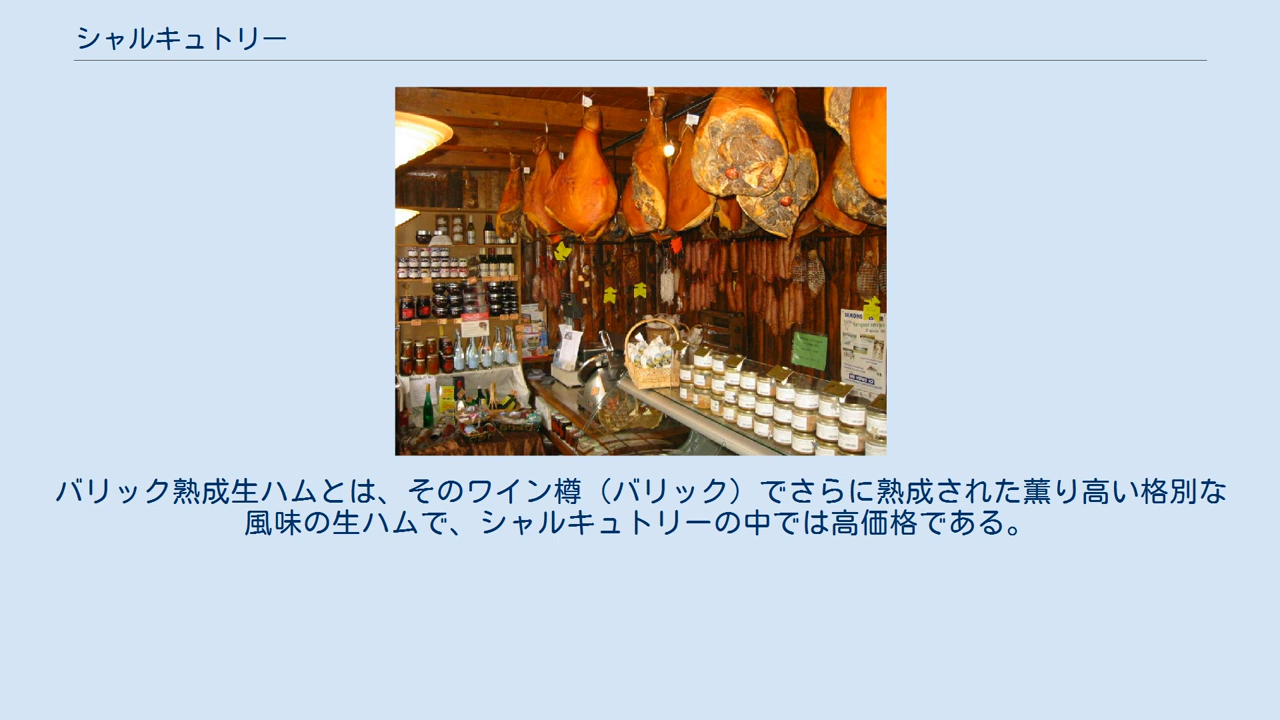 シャルキュトリー
バリック熟成生ハムとは、そのワイン樽（バリック）でさらに熟成された薫り高い格別な
風味の生ハムで、シャルキュトリーの中では高価格である。